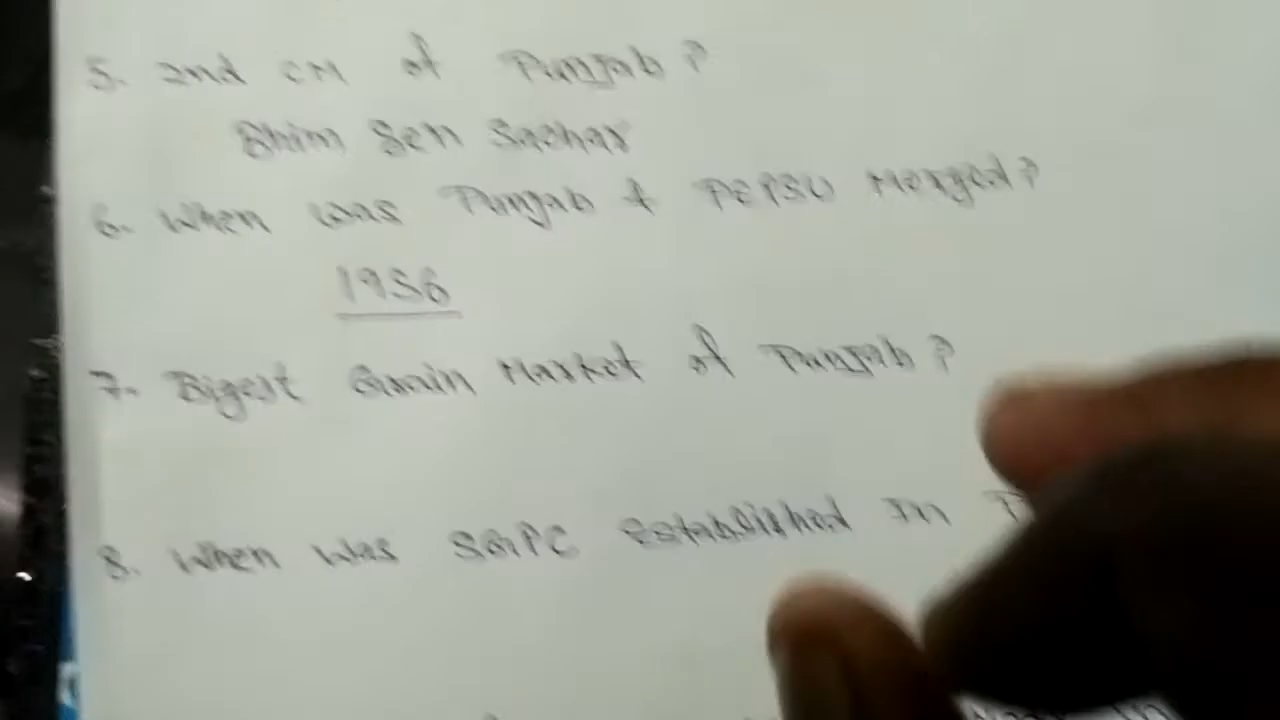 5. 2nd CM of Punjab?
Bhim Sen Sachar
6. When was Punjab & PEPSU Merged?
1956
7. Bigest Grain Market of Punjab?
8. When was SGPC Established In